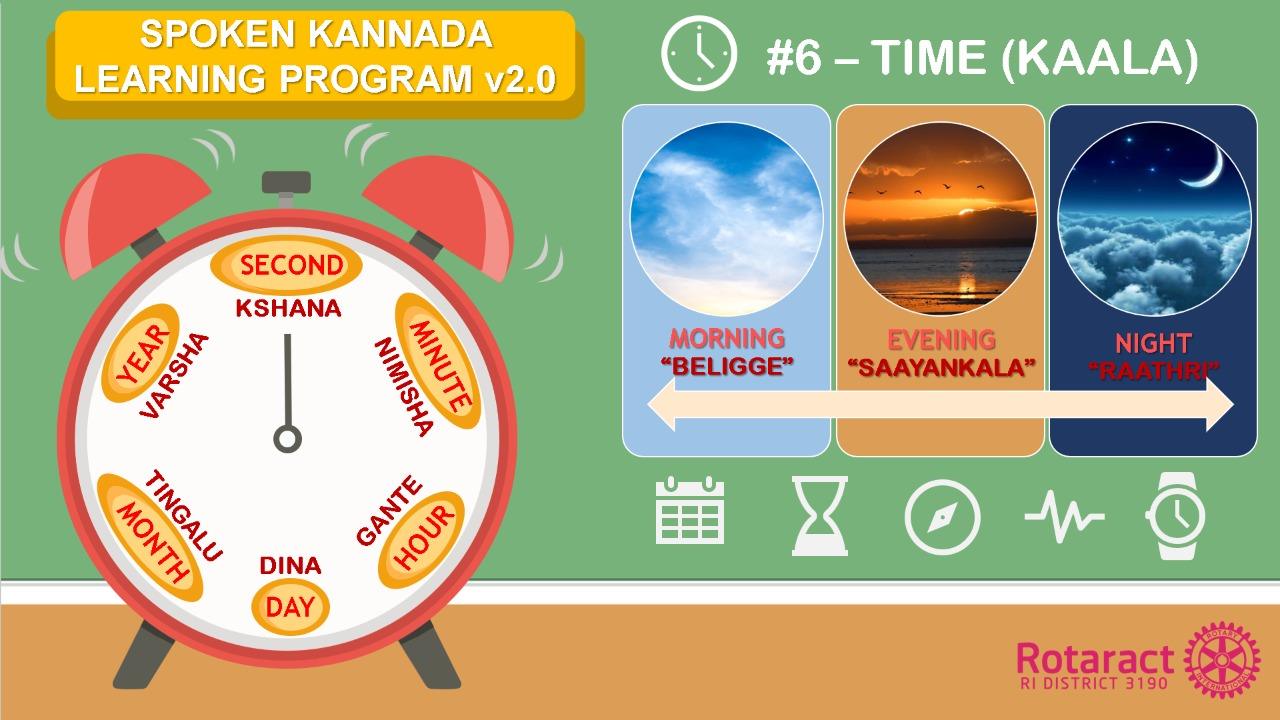 SPOKEN KANNADA
LEARNING PROGRAM v2.0
#6 – TIME (KAALA)
SECOND
KSHANA
MINUTE
NIMISHA
HOUR
GANTE
DAY
DINA
MONTH
TINGALU
YEAR
VARSHA
MORNING
“BELIGGE”
EVENING
“SAAYANKALA”
NIGHT
“RAATHRI”
Rotaract
RI DISTRICT 3190
ROTARY
INTERNATIONAL